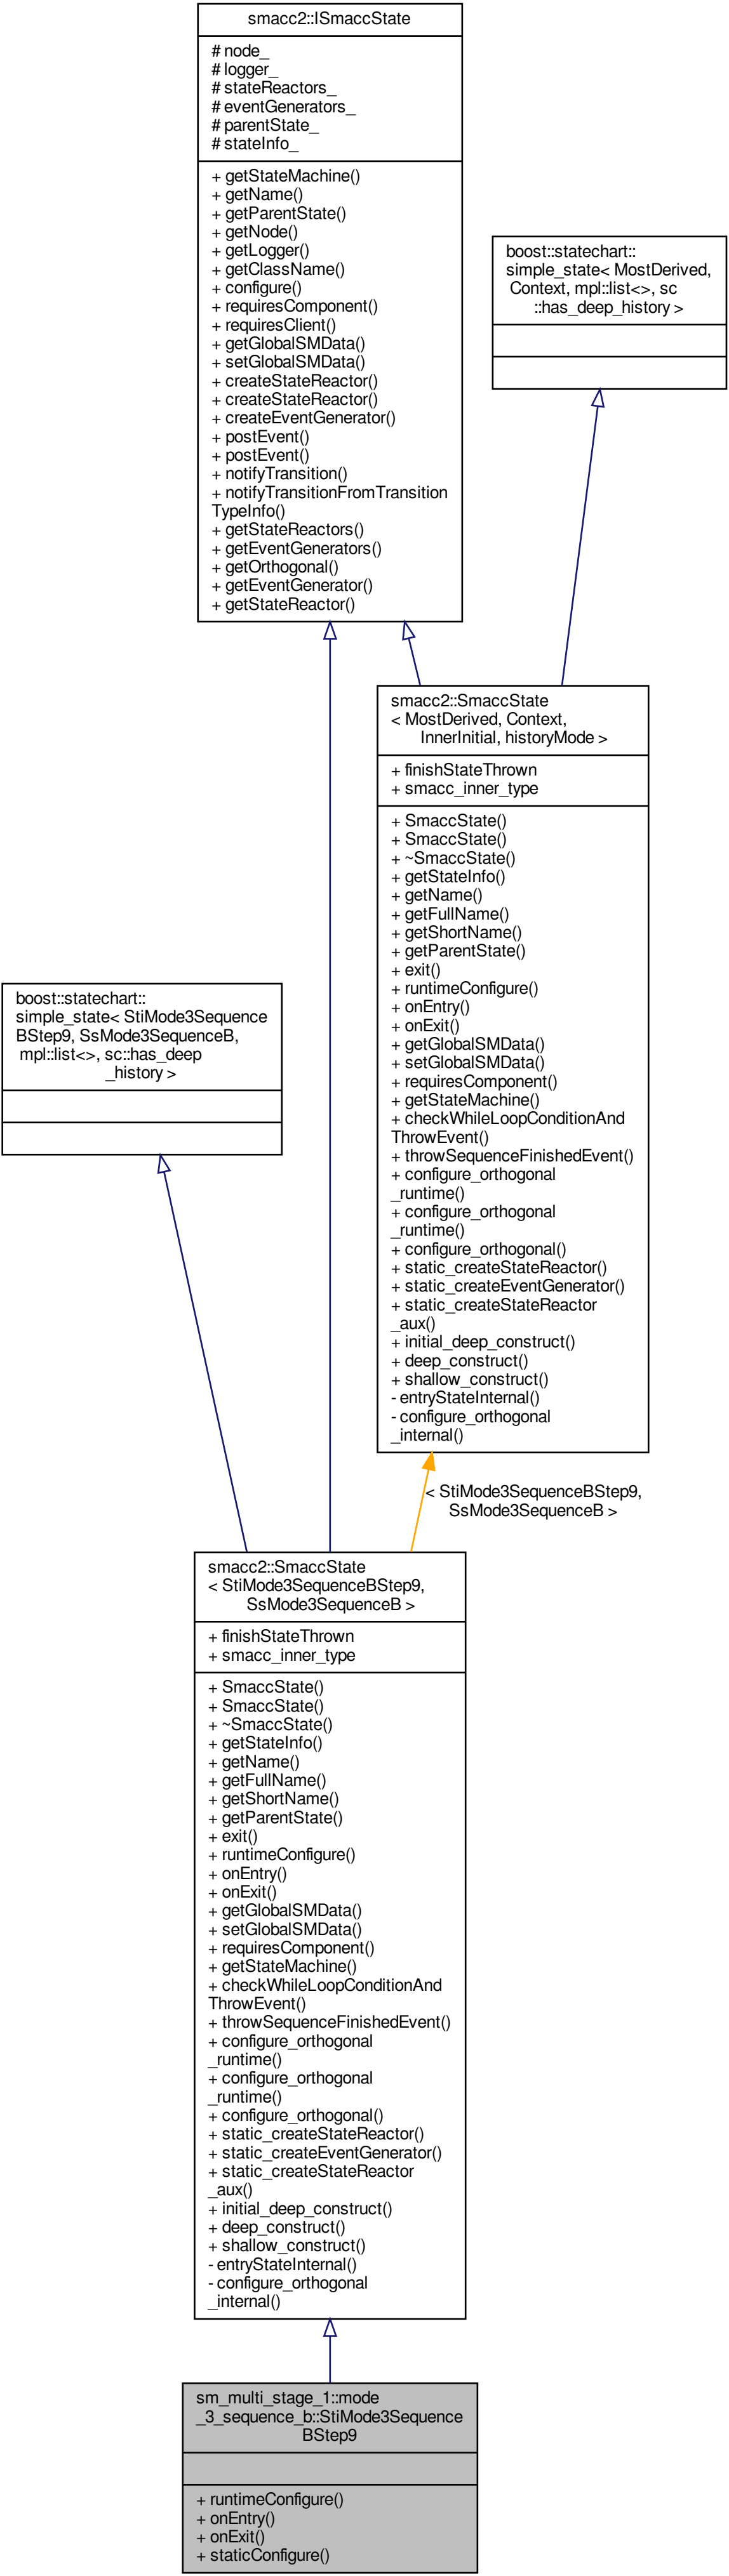 smacc2::ISmaccState
# node_
# logger_
# stateReactors_
# eventGenerators_
# parentState_
# stateInfo_
+ getStateMachine()
+ getName()
+ getParentState()
+ getNode()
+ getLogger()
+ getClassName()
+ configure()
+ requiresComponent()
+ requiresClient()
+ getGlobalSMData()
+ setGlobalSMData()
+ createStateReactor()
+ createStateReactor()
+ createEventGenerator()
+ postEvent()
+ postEvent()
+ notifyTransition()
+ notifyTransitionFromTransition
TypeInfo()
+ getStateReactors()
+ getEventGenerators()
+ getOrthogonal()
+ getEventGenerator()
+ getStateReactor()
boost::statechart::
simple_state< MostDerived,
Context, mpl::list<>, sc
::has_deep_history >
smacc2::SmaccState
< MostDerived, Context,
InnerInitial, historyMode >
+ finishStateThrown
+ smacc_inner_type
+ SmaccState()
+ SmaccState()
+ ~SmaccState()
+ getStateInfo()
+ getName()
+ getFullName()
+ getShortName()
+ getParentState()
+ exit()
+ runtimeConfigure()
+ onEntry()
+ onExit()
+ getGlobalSMData()
+ setGlobalSMData()
+ requiresComponent()
+ getStateMachine()
+ checkWhileLoopConditionAnd
ThrowEvent()
+ throwSequenceFinishedEvent()
+ configure_orthogonal
_runtime()
+ configure_orthogonal
_runtime()
+ configure_orthogonal()
+ static_createStateReactor()
+ static_createEventGenerator()
+ static_createStateReactor
_aux()
+ initial_deep_construct()
+ deep_construct()
+ shallow_construct()
- entryStateInternal()
- configure_orthogonal
_internal()
boost::statechart::
simple_state< StiMode3Sequence
BStep9, SsMode3SequenceB,
mpl::list<>, sc::has_deep
_history >
< StiMode3SequenceBStep9,
SsMode3SequenceB >
smacc2::SmaccState
< StiMode3SequenceBStep9,
SsMode3SequenceB >
+ finishStateThrown
+ smacc_inner_type
+ SmaccState()
+ SmaccState()
+ ~SmaccState()
+ getStateInfo()
+ getName()
+ getFullName()
+ getShortName()
+ getParentState()
+ exit()
+ runtimeConfigure()
+ onEntry()
+ onExit()
+ getGlobalSMData()
+ setGlobalSMData()
+ requiresComponent()
+ getStateMachine()
+ checkWhileLoopConditionAnd
ThrowEvent()
+ throwSequenceFinishedEvent()
+ configure_orthogonal
_runtime()
+ configure_orthogonal
_runtime()
+ configure_orthogonal()
+ static_createStateReactor()
+ static_createEventGenerator()
+ static_createStateReactor
_aux()
+ initial_deep_construct()
+ deep_construct()
+ shallow_construct()
- entryStateInternal()
- configure_orthogonal
_internal()
sm_multi_stage_1::mode
_3_sequence_b::StiMode3Sequence
BStep9
+ runtimeConfigure()
+ onEntry()
+ onExit()
+ staticConfigure()